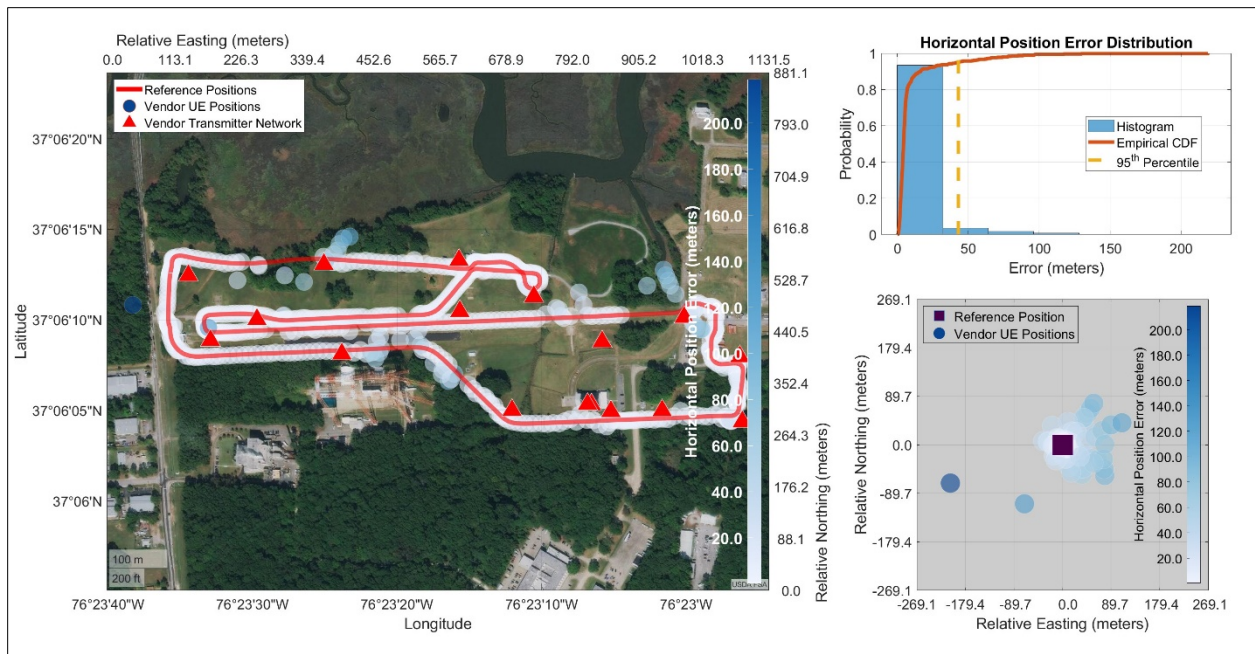 Relative Easting (meters)
0.0 113.1 226.3 339.4 452.6 565.7 678.9 792.0 905.2 1018.3 1131.5
Reference Positions
Vendor UE Positions
Vendor Transmitter Network
37°06'20"N
37°06'15"N
37°06'10"N
37°06'05"N
37°06'N
Latitude
100 m
200 ft
76°23'40"W 76°23'30"W 76°23'20"W 76°23'10"W 76°23'W
Longitude
USDA FSA
200.0
180.0
160.0
140.0
120.0
100.0
80.0
60.0
40.0
20.0
Horizontal Position Error (meters)
881.1
793.0
704.9
616.8
528.7
440.5
352.4
264.3
176.2
88.1
0.0
Relative Northing (meters)
Horizontal Position Error Distribution
1
0.8
0.6
0.4
0.2
0
Probability
Histogram
Empirical CDF
95th Percentile
0 50 100 150 200
Error (meters)
269.1
179.4
89.7
0.0
-89.7
-179.4
-269.1
Relative Northing (meters)
Reference Position
Vendor UE Positions
200.0
180.0
160.0
140.0
120.0
100.0
80.0
60.0
40.0
20.0
Horizontal Position Error (meters)
-269.1 -179.4 -89.7 0.0 89.7 179.4 269.1
Relative Easting (meters)